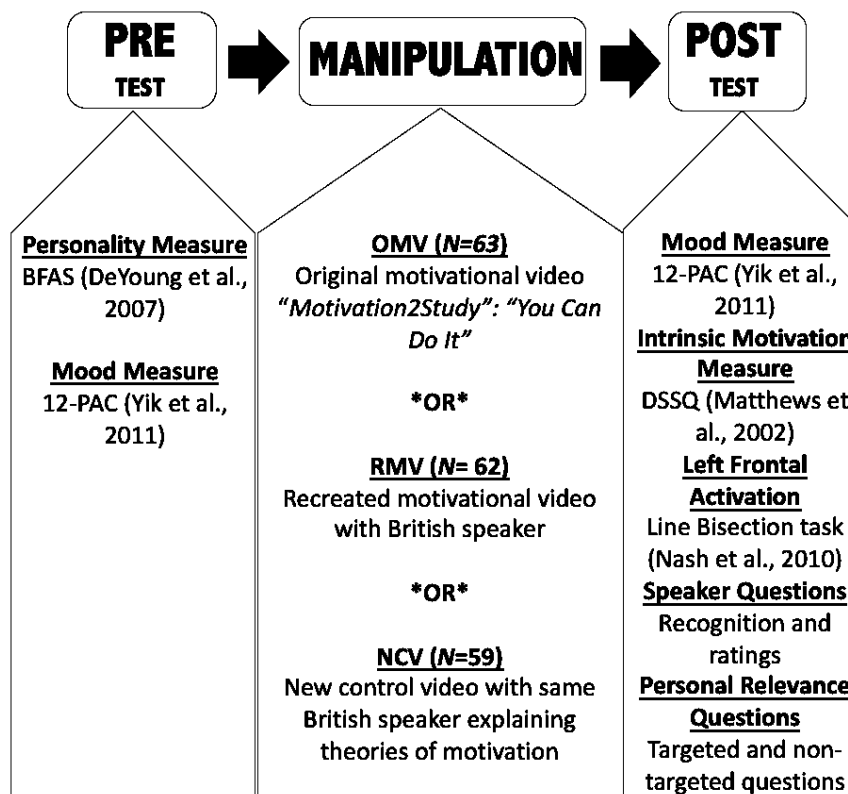 PRE
TEST
MANIPULATION
POST
TEST
Personality Measure
BFAS (DeYoung et al.,
2007)
Mood Measure
12-PAC (Yik et al.,
2011)
OMV (N=63)
Original motivational video
“Motivation2Study”: “You Can
Do It”
*OR*
RMV (N= 62)
Recreated motivational video
with British speaker
*OR*
NCV (N=59)
New control video with same
British speaker explaining
theories of motivation
Mood Measure
12-PAC (Yik et al.,
2011)
Intrinsic Motivation
Measure
DSSQ (Matthews et
al., 2002)
Left Frontal
Activation
Line Bisection task
(Nash et al., 2010)
Speaker Questions
Recognition and
ratings
Personal Relevance
Questions
Targeted and non-
targeted questions